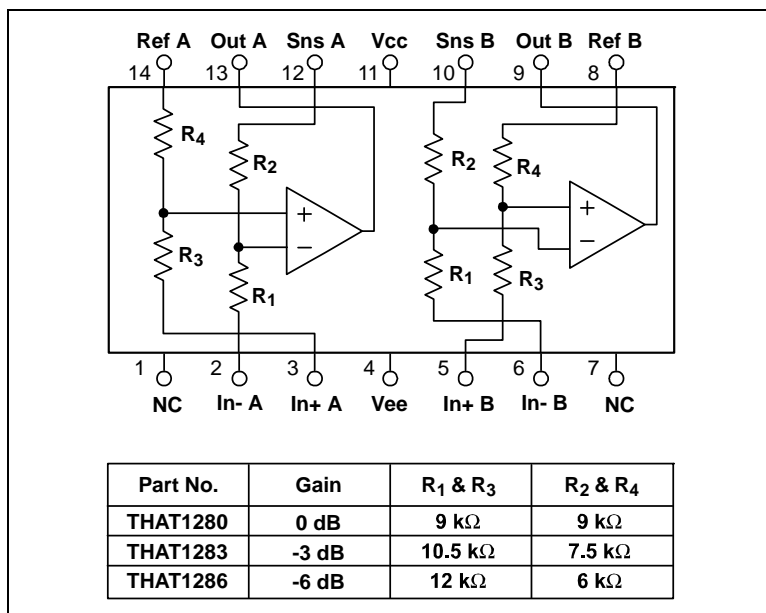 Ref A Out A Sns A Vcc Sns B Out B Ref B
14 13 12 11 10 9 8
R4 R2 R2 R4
+ +
− −
R3 R1 R1 R3
1 2 3 4 5 6 7
NC In- A In+ A Vee In+ B In- B NC
Part No. Gain R1 & R3 R2 & R4
THAT1280 0 dB 9 kΩ 9 kΩ
THAT1283 -3 dB 10.5 kΩ 7.5 kΩ
THAT1286 -6 dB 12 kΩ 6 kΩ